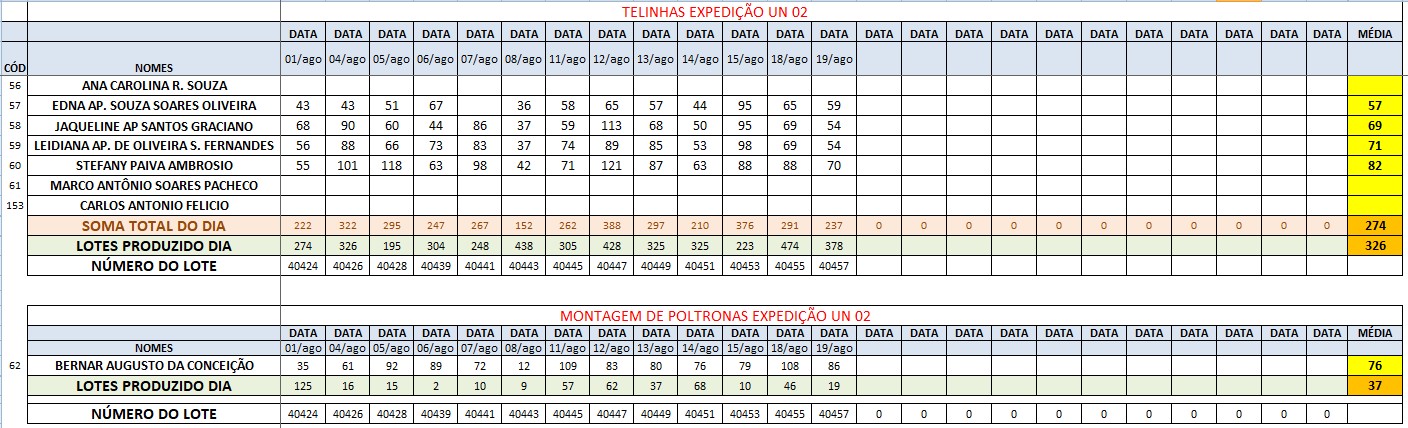 TELINHAS EXPEDIÇÃO UN 02
DATA DATA DATA DATA DATA DATA DATA DATA DATA DATA DATA DATA DATA DATA DATA DATA DATA DATA DATA DATA DATA DATA DATA DATA MÉDIA
CÓD NOMES 01/ago 04/ago 05/ago 06/ago 07/ago 08/ago 11/ago 12/ago 13/ago 14/ago 15/ago 18/ago 19/ago
56 ANA CAROLINA R. SOUZA
57 EDNA AP. SOUZA SOARES OLIVEIRA 43 43 51 67 36 58 65 57 44 95 65 59 57
58 JAQUELINE AP SANTOS GRACIANO 68 90 60 44 86 37 59 113 68 50 95 69 54 69
59 LEIDIANA AP. DE OLIVEIRA S. FERNANDES 56 88 66 73 83 37 74 89 85 53 98 69 54 71
60 STEFANY PAIVA AMBROSIO 55 101 118 63 98 42 71 121 87 63 88 88 70 82
61 MARCO ANTÔNIO SOARES PACHECO
153 CARLOS ANTONIO FELICIO
SOMA TOTAL DO DIA 222 322 295 247 267 152 262 388 297 210 376 291 237 0 0 0 0 0 0 0 0 0 0 0 274
LOTES PRODUZIDO DIA 274 326 195 304 248 438 305 428 325 325 223 474 378 326
NÚMERO DO LOTE 40424 40426 40428 40439 40441 40443 40445 40447 40449 40451 40453 40455 40457
MONTAGEM DE POLTRONAS EXPEDIÇÃO UN 02
DATA DATA DATA DATA DATA DATA DATA DATA DATA DATA DATA DATA DATA DATA DATA DATA DATA DATA DATA DATA DATA DATA DATA DATA MÉDIA
NOMES 01/ago 04/ago 05/ago 06/ago 07/ago 08/ago 11/ago 12/ago 13/ago 14/ago 15/ago 18/ago 19/ago
62 BERNAR AUGUSTO DA CONCEIÇÃO 35 61 92 89 72 12 109 83 80 76 79 108 86 76
LOTES PRODUZIDO DIA 125 16 15 2 10 9 57 62 37 68 10 46 19 37
NÚMERO DO LOTE 40424 40426 40428 40439 40441 40443 40445 40447 40449 40451 40453 40455 40457 0 0 0 0 0 0 0 0 0 0 0